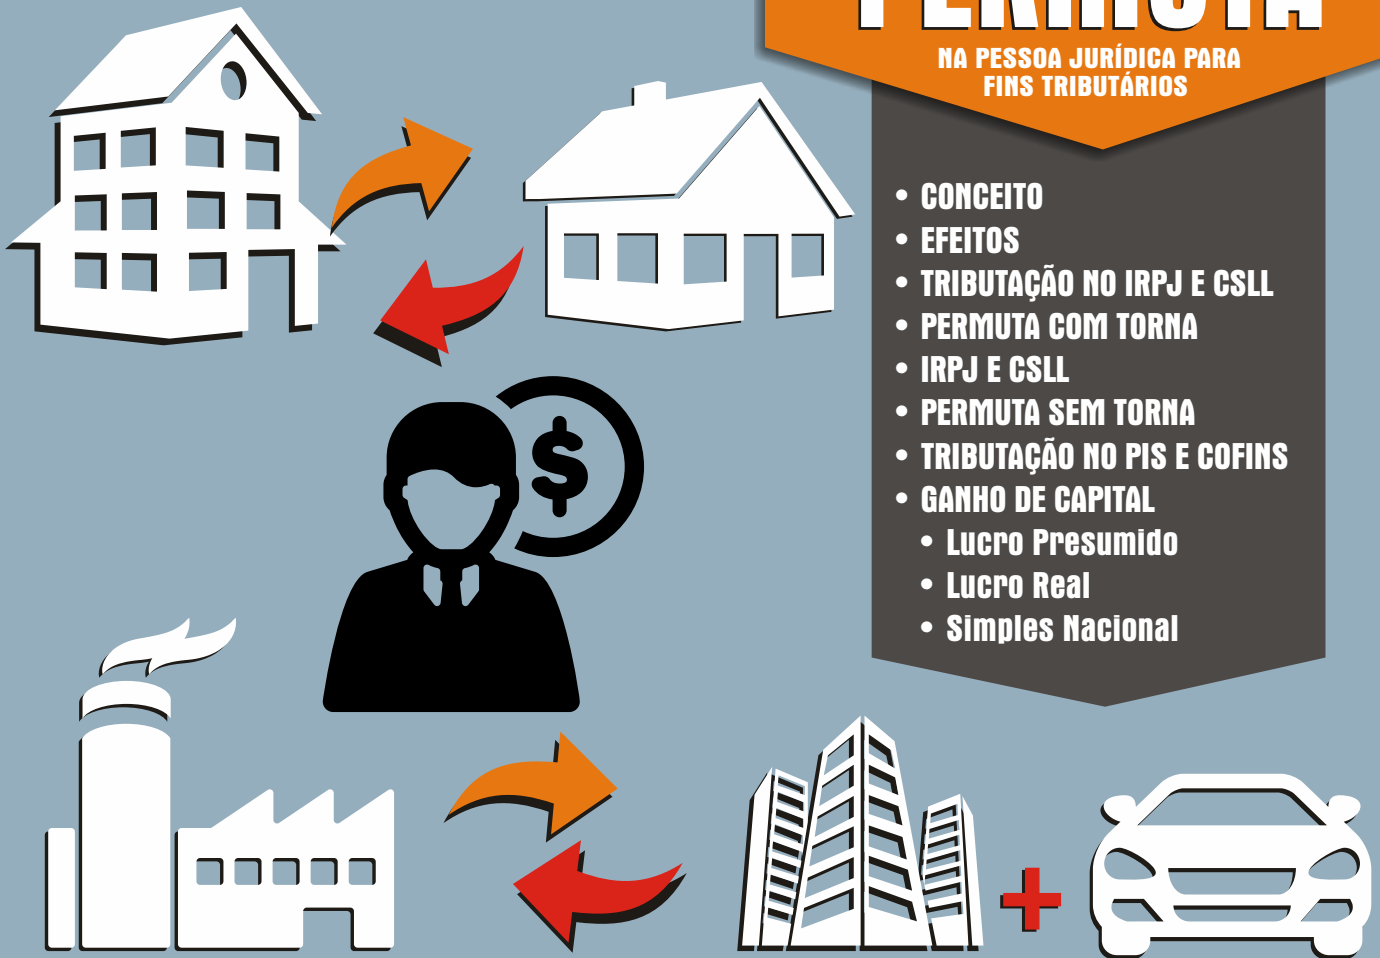 PERMUTA
NA PESSOA JURÍDICA PARA
FINS TRIBUTÁRIOS
• CONCEITO
• EFEITOS
• TRIBUTAÇÃO NO IRPJ E CSLL
• PERMUTA COM TORNA
• IRPJ E CSLL
• PERMUTA SEM TORNA
• TRIBUTAÇÃO NO PIS E COFINS
• GANHO DE CAPITAL
• Lucro Presumido
• Lucro Real
• Simples Nacional
$
+